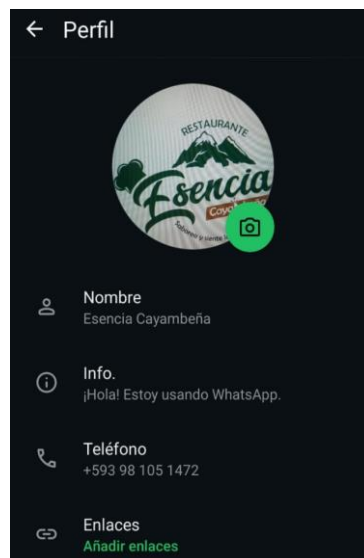 Perfil
RESTAURANTE
Esencia
Nombre
Esencia Cayambeña
Info.
¡Hola! Estoy usando WhatsApp.
Teléfono
+593 98 105 1472
Enlaces
Añadir enlaces